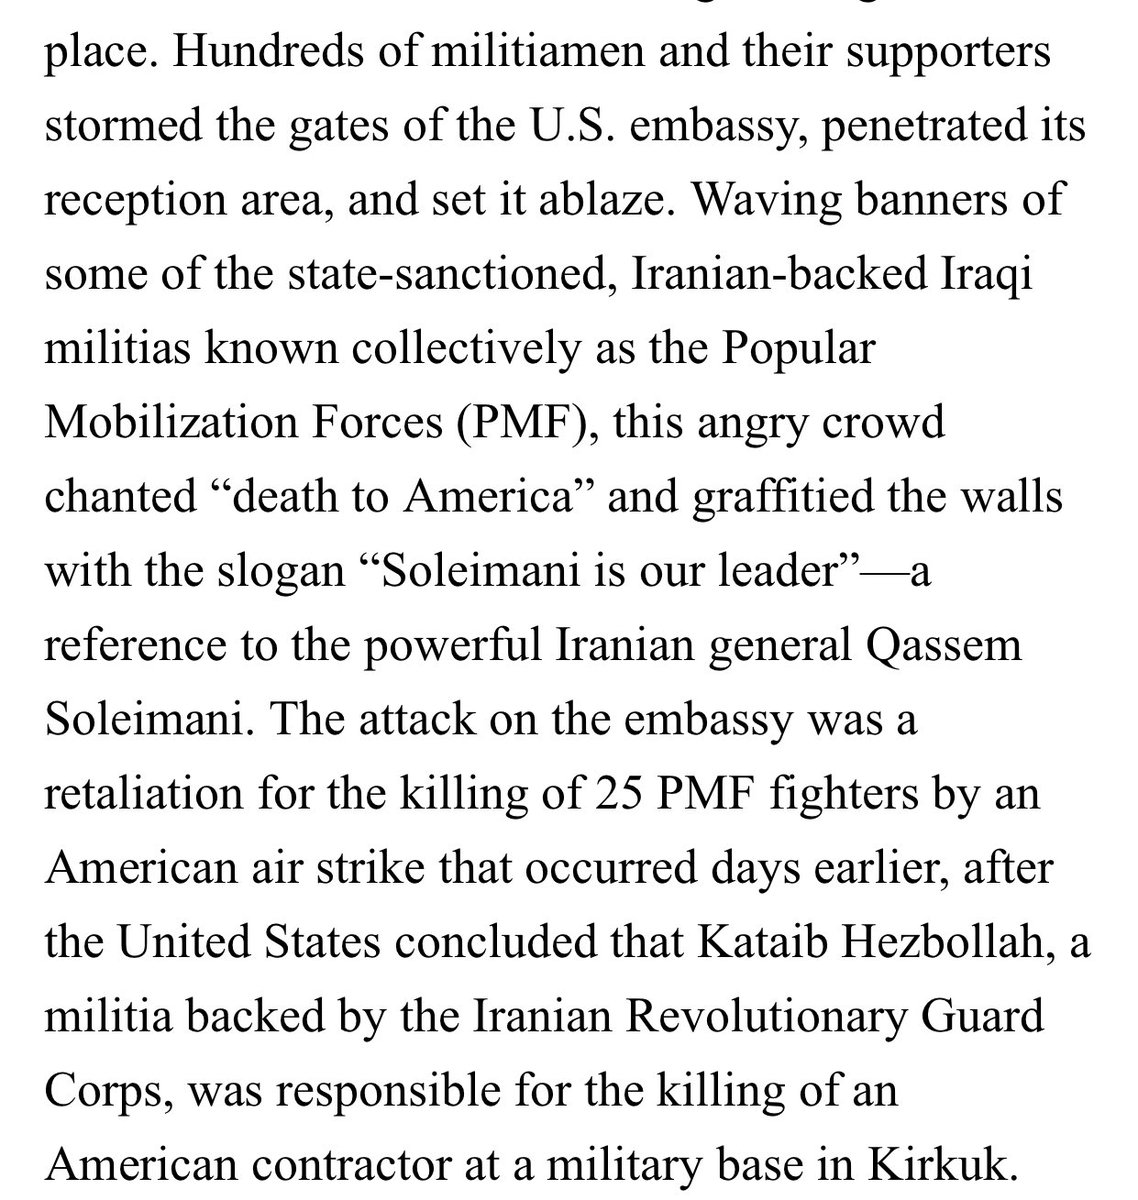 place. Hundreds of militiamen and their supporters
stormed the gates of the U.S. embassy, penetrated its
reception area, and set it ablaze. Waving banners of
some of the state-sanctioned, Iranian-backed Iraqi
militias known collectively as the Popular
Mobilization Forces (PMF), this angry crowd
chanted “death to America” and graffitied the walls
with the slogan “Soleimani is our leader”—a
reference to the powerful Iranian general Qassem
Soleimani. The attack on the embassy was a
retaliation for the killing of 25 PMF fighters by an
American air strike that occurred days earlier, after
the United States concluded that Kataib Hezbollah, a
militia backed by the Iranian Revolutionary Guard
Corps, was responsible for the killing of an
American contractor at a military base in Kirkuk.